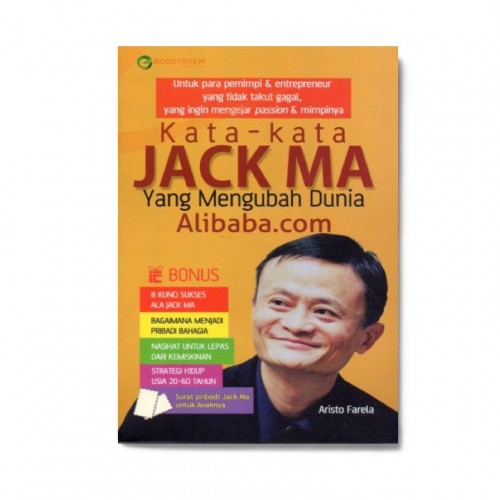 ECOSYSTEM
Untuk para pemimpi & entrepreneur
yang tidak takut gagal,
yang ingin mengejar passion & mimpinya
Kata-kata
JACK MA
Yang Mengubah Dunia
Alibaba.com
BONUS
8 KUNCI SUKSES
ALA JACK MA
BAGAIMANA MENJADI
PRIBADI BAHAGIA
NASIHAT UNTUK LEPAS
DARI KEMISKINAN
STRATEGI HIDUP
USIA 20-60 TAHUN
Surat pribadi Jack Ma
untuk Anaknya
Aristo Farela